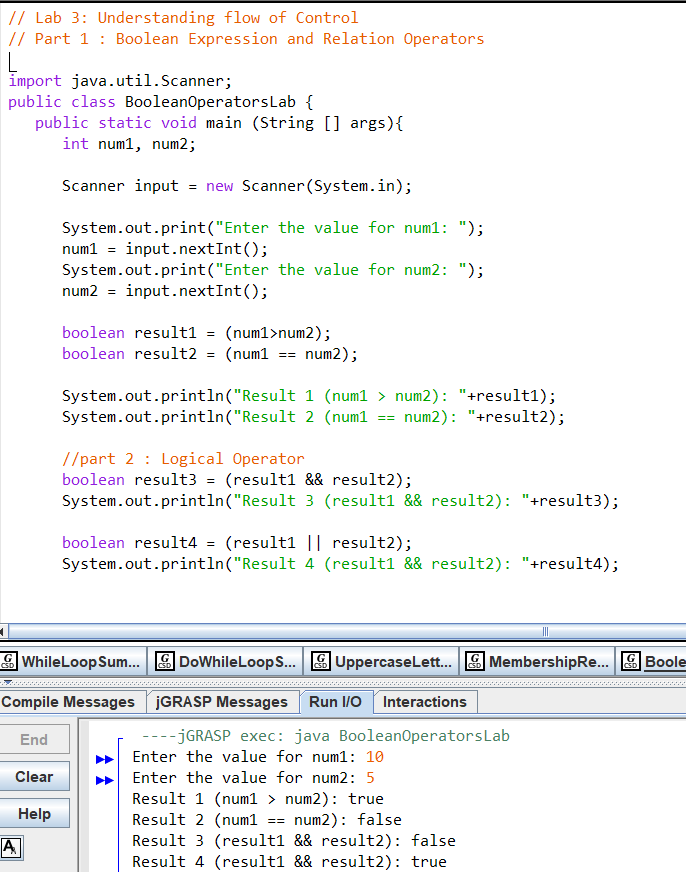 // Lab 3: Understanding flow of Control
// Part 1 : Boolean Expression and Relation Operators
import java.util.Scanner;
public class BooleanOperatorsLab {
public static void main (String [] args){
int num1, num2;
Scanner input = new Scanner(System.in);
System.out.print("Enter the value for num1: ");
num1 = input.nextInt();
System.out.print("Enter the value for num2: ");
num2 = input.nextInt();
boolean result1 = (num1>num2);
boolean result2 = (num1 == num2);
System.out.println("Result 1 (num1 > num2): "+result1);
System.out.println("Result 2 (num1 == num2): "+result2);
//part 2 : Logical Operator
boolean result3 = (result1 && result2);
System.out.println("Result 3 (result1 && result2): "+result3);
boolean result4 = (result1 || result2);
System.out.println("Result 4 (result1 && result2): "+result4);
G CSD WhileLoopSum... G CSD DoWhileLoopS... G CSD UppercaseLett... G CSD MembershipRe... G CSD Boole
Compile Messages jGRASP Messages Run I/O Interactions
End
Clear
Help
A
----jGRASP exec: java BooleanOperatorsLab
Enter the value for num1: 10
Enter the value for num2: 5
Result 1 (num1 > num2): true
Result 2 (num1 == num2): false
Result 3 (result1 && result2): false
Result 4 (result1 && result2): true